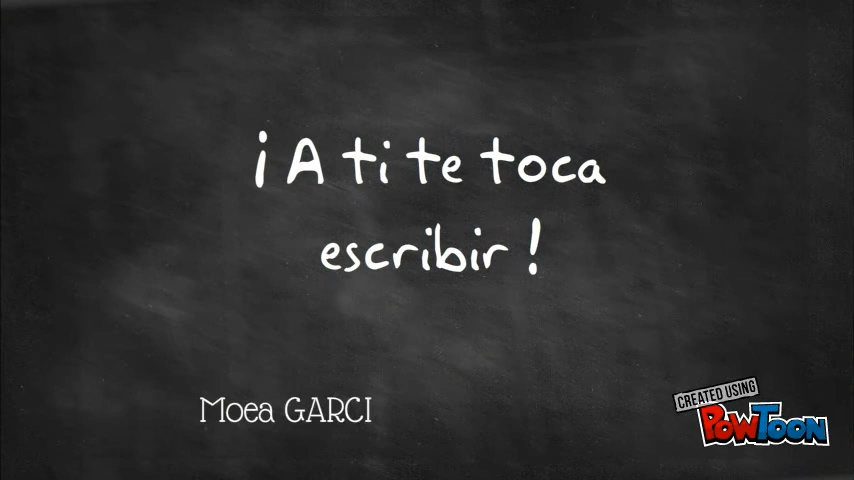 ¡ A ti te toca
escribir !
Moea GARCI
CREATED USING
POWTOON